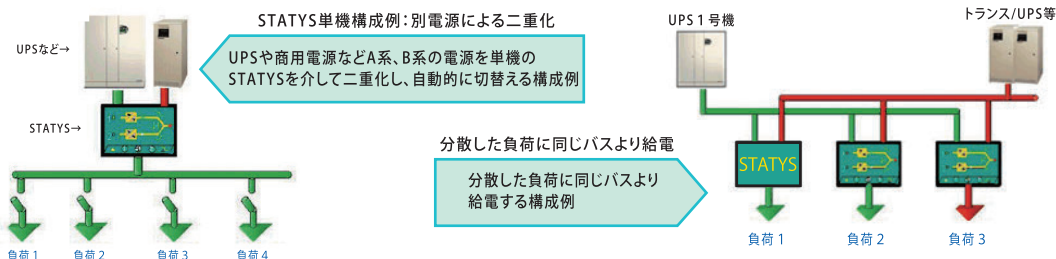 STATYS単機構成例：別電源による二重化
UPSなど→
UPSや商用電源などA系、B系の電源を単機の
STATYSを介して二重化し、自動的に切替える構成例
STATYS→
負荷1
負荷2
負荷3
負荷4
UPS1号機
トランス/UPS等
分散した負荷に同じバスより給電
分散した負荷に同じバスより
給電する構成例
STATYS
負荷1
負荷2
負荷3